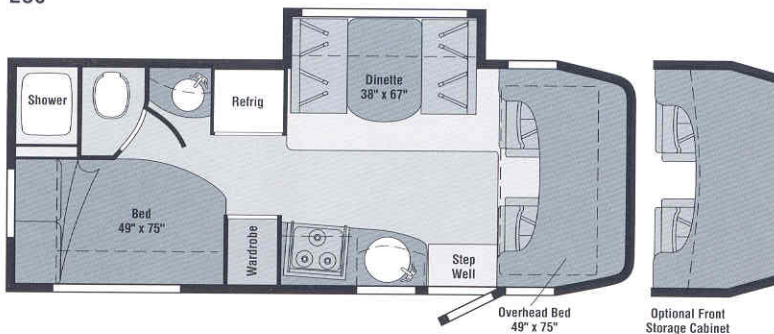 Shower
Refrig
Dinette
38" x 67"
Bed
49" x 75"
Wardrobe
Step
Well
Overhead Bed
49" x 75"
Optional Front
Storage Cabinet